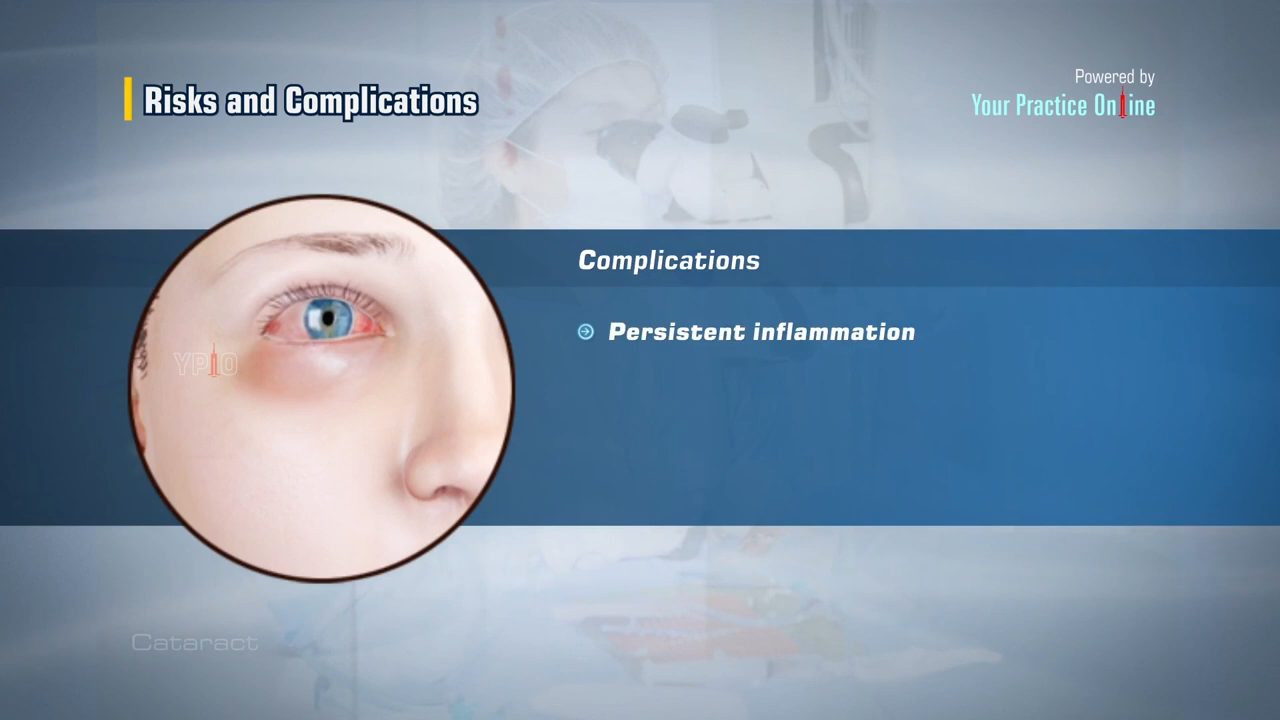 Risks and Complications
Powered by
Your Practice Online
Complications
Persistent inflammation
YPO
Cataract